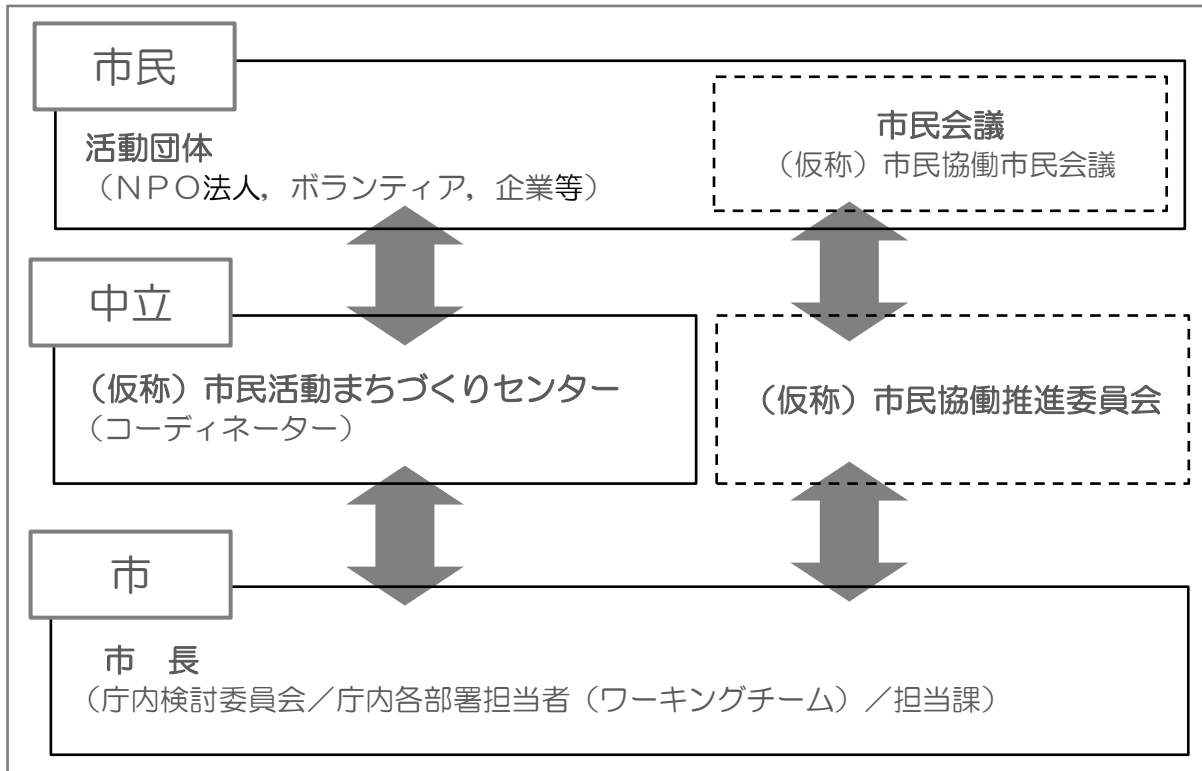 市民
活動団体
(NPO法人，ボランティア，企業等)
市民会議
(仮称)市民協働市民会議
中立
(仮称)市民活動まちづくりセンター
(コーディネーター)
(仮称)市民協働推進委員会
市
市　長
(庁内検討委員会／庁内各部署担当者(ワーキングチーム)／担当課)